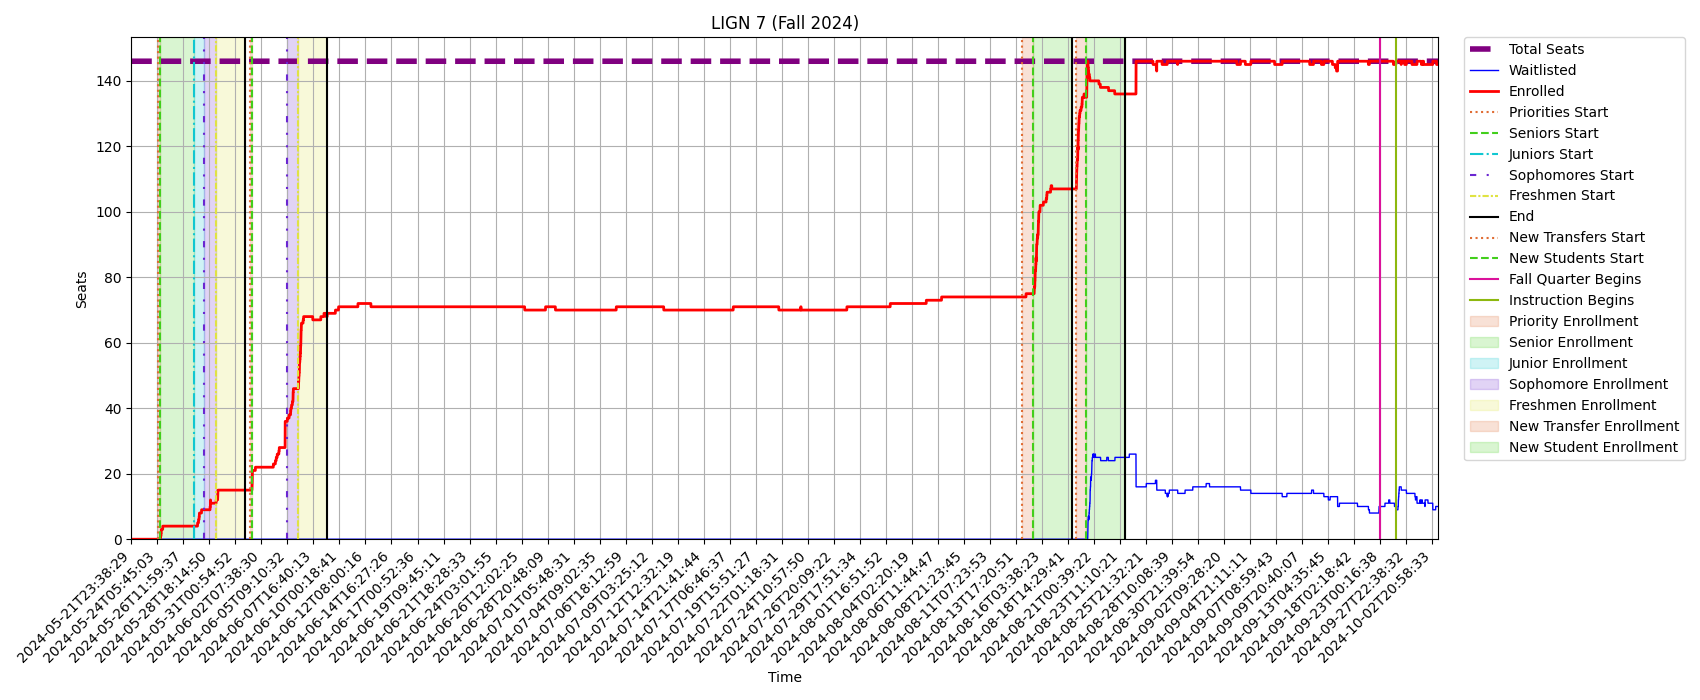 LIGN 7 (Fall 2024)
Seats
140
120
100
80
60
40
20
0
2024-05-21T23:38:29
2024-05-24T05:45:03
2024-05-26T11:59:37
2024-05-28T18:14:50
2024-05-31T00:54:52
2024-06-02T07:38:30
2024-06-05T09:10:32
2024-06-07T16:40:13
2024-06-10T00:18:41
2024-06-12T08:00:16
2024-06-14T16:27:26
2024-06-17T00:52:36
2024-06-19T09:45:11
2024-06-21T18:28:33
2024-06-24T03:01:55
2024-06-26T12:02:25
2024-06-28T20:48:09
2024-07-01T05:48:31
2024-07-04T09:02:35
2024-07-06T18:12:59
2024-07-09T03:25:12
2024-07-12T12:32:19
2024-07-14T21:41:44
2024-07-17T06:46:37
2024-07-19T15:51:27
2024-07-22T01:18:31
2024-07-24T10:57:50
2024-07-26T20:09:22
2024-07-29T17:51:34
2024-08-01T16:51:52
2024-08-04T02:20:19
2024-08-06T11:44:47
2024-08-08T21:23:45
2024-08-11T07:23:53
2024-08-13T17:20:51
2024-08-16T03:38:23
2024-08-18T14:29:41
2024-08-21T00:39:22
2024-08-23T11:10:21
2024-08-25T21:32:21
2024-08-28T10:08:39
2024-08-30T21:39:54
2024-09-02T09:28:20
2024-09-04T21:11:11
2024-09-07T08:59:43
2024-09-09T20:40:07
2024-09-13T04:35:45
2024-09-18T02:18:42
2024-09-23T00:16:38
2024-09-27T22:38:32
2024-10-02T20:58:33
Time
Total Seats
Waitlisted
Enrolled
Priorities Start
Seniors Start
Juniors Start
Sophomores Start
Freshmen Start
End
New Transfers Start
New Students Start
Fall Quarter Begins
Instruction Begins
Priority Enrollment
Senior Enrollment
Junior Enrollment
Sophomore Enrollment
Freshmen Enrollment
New Transfer Enrollment
New Student Enrollment